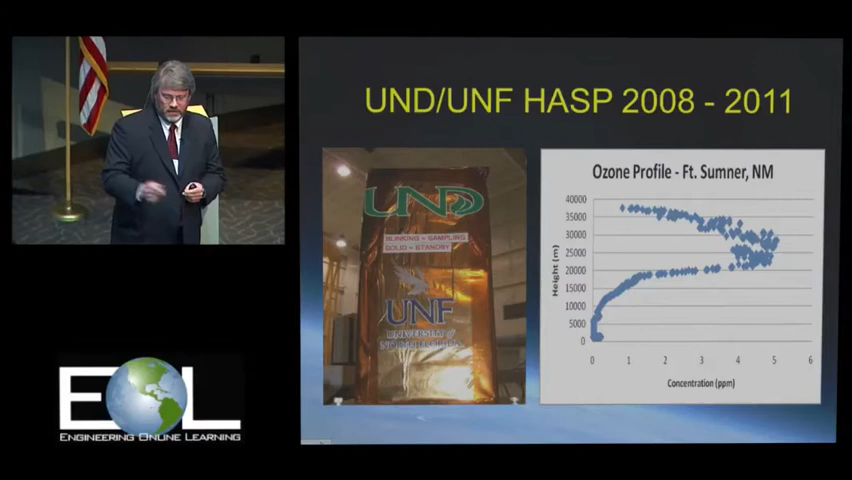 UND/UNF HASP 2008 - 2011
UND
BLINKING = SAMPLING
SOLID = STANDBY
UNF
UNIVERSITY of
NORTH FLORIDA
Ozone Profile - Ft. Sumner, NM
Height (m)
40000
35000
30000
25000
20000
15000
10000
5000
0
0 1 2 3 4 5 6
Concentration (ppm)
EOL
ENGINEERING ONLINE LEARNING